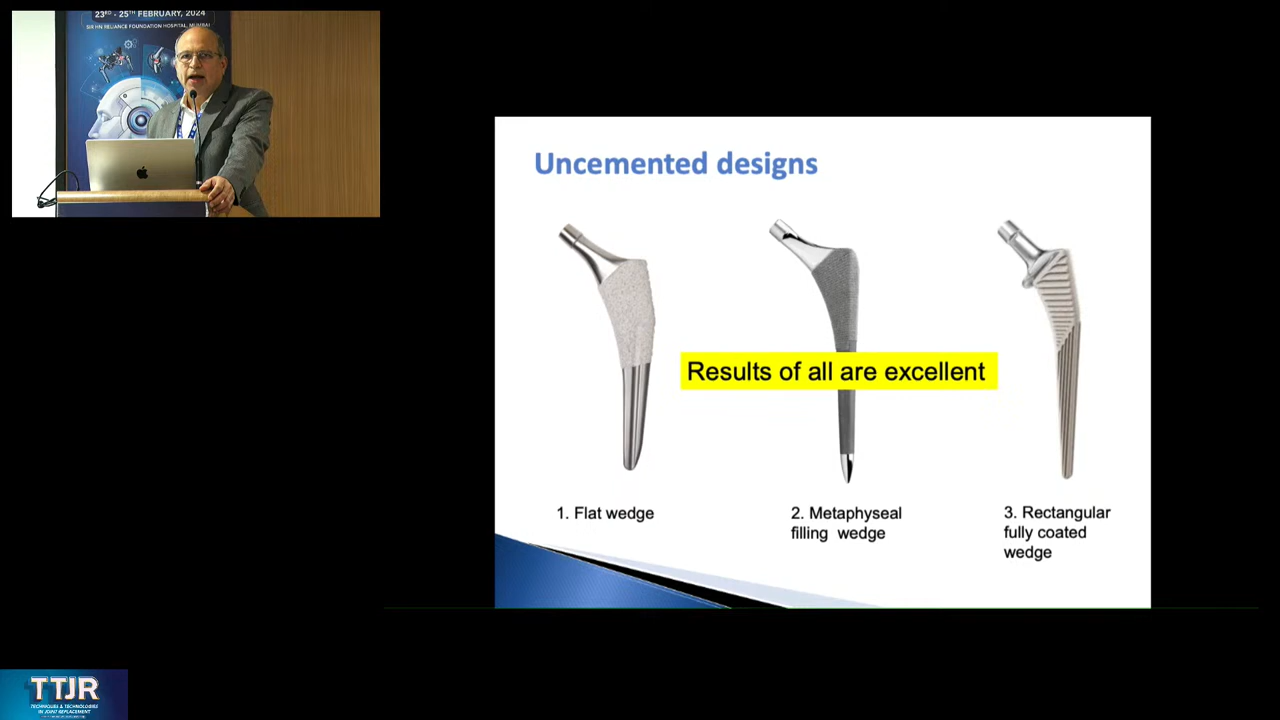 23RD - 25TH FEBRUARY, 2024
SIR HN RELIANCE FOUNDATION HOSPITAL, MUMBAI
Uncemented designs
Results of all are excellent
1. Flat wedge
2. Metaphyseal
filling wedge
3. Rectangular
fully coated
wedge
TTJR
TECHNIQUES & TECHNOLOGIES
IN JOINT REPLACEMENT